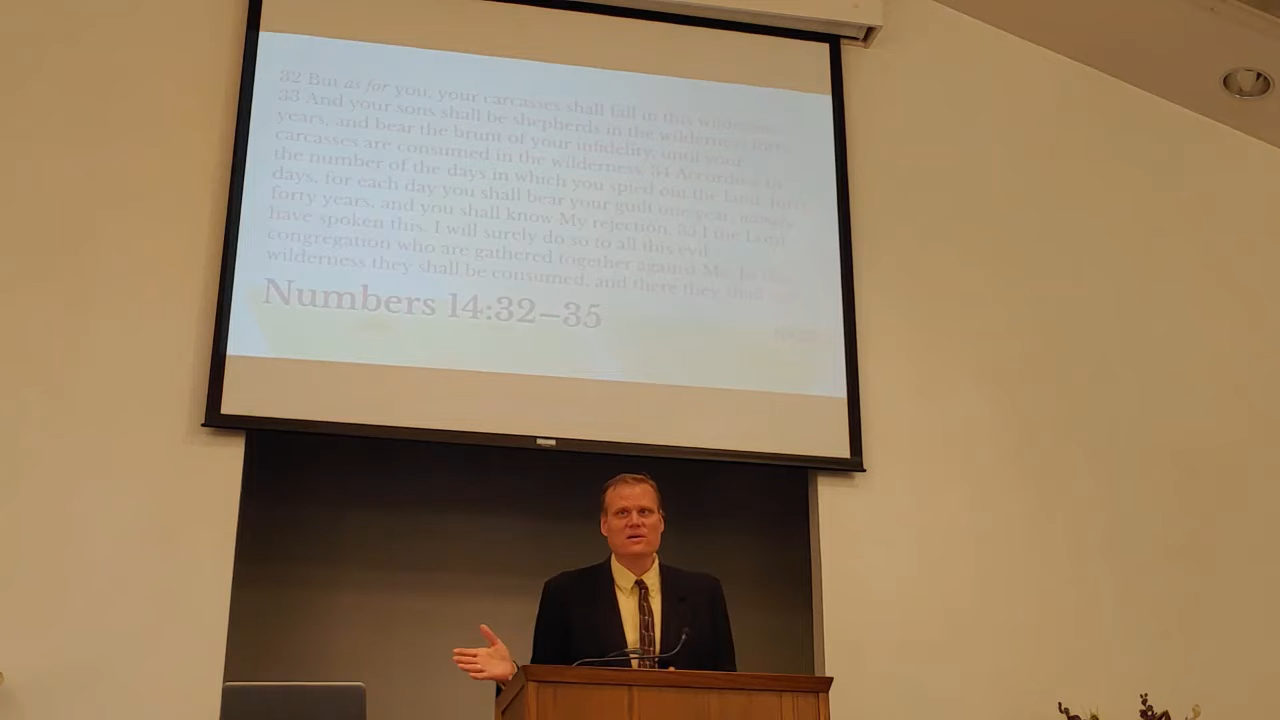 32 But as for you, your carcasses shall fall in this wilderness.
33 And your sons shall be shepherds in the wilderness forty
years, and bear the brunt of your infidelity, until your
carcasses are consumed in the wilderness. 34 According to
the number of the days in which you spied out the land, forty
days, for each day you shall bear your guilt one year, namely
forty years, and you shall know My rejection. 35 I the Lord
have spoken this. I will surely do so to all this evil
congregation who are gathered together against Me. In this
wilderness they shall be consumed, and there they shall
Numbers 14:32–35